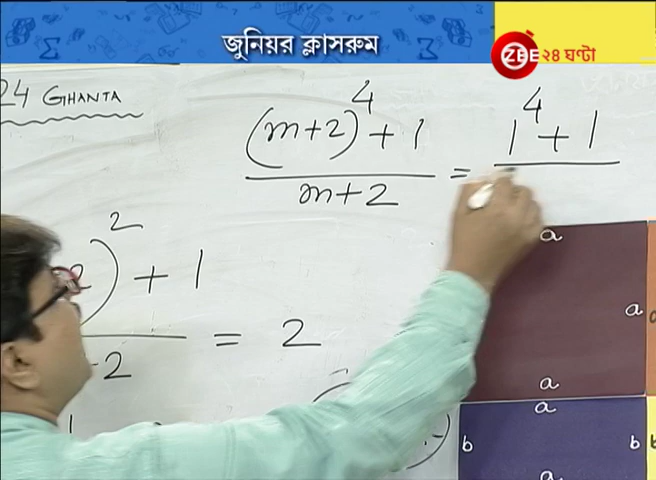 জুনিয়র ক্লাসরুম
ZEE ২৪ ঘণ্টা
24 GHANTA
(m+2)⁴ + 1 / m+2 = 1⁴ + 1
)² + 1 / -2 = 2
a
a
a
a
b
b
a